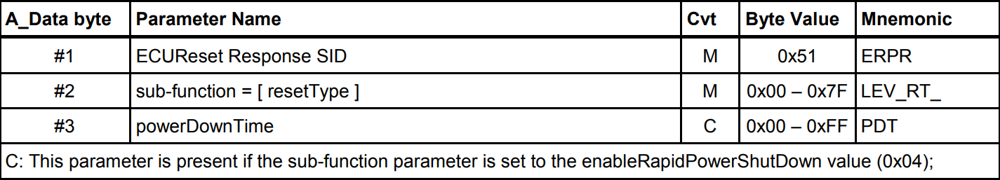 A_Data byte Parameter Name Cvt Byte Value Mnemonic
#1 ECUReset Response SID M 0x51 ERPR
#2 sub-function = [ resetType ] M 0x00 – 0x7F LEV_RT_
#3 powerDownTime C 0x00 – 0xFF PDT
C: This parameter is present if the sub-function parameter is set to the enableRapidPowerShutDown value (0x04);